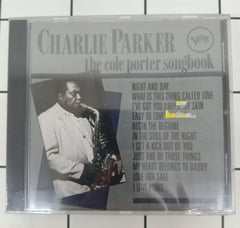 CHARLIE PARKER
Verve
the cole porter songbook
NIGHT AND DAY
WHAT IS THIS THING CALLED LOVE
I'VE GOT YOU SKIN
EASY TO LOVE
BEGIN THE BEGUINE
IN THE STILL OF THE NIGHT
I GET A KICK OUT OF YOU
JUST ONE OF THOSE THINGS
MY HEART BELONGS TO DADDY
LOVE FOR SALE
I LOVE PARIS